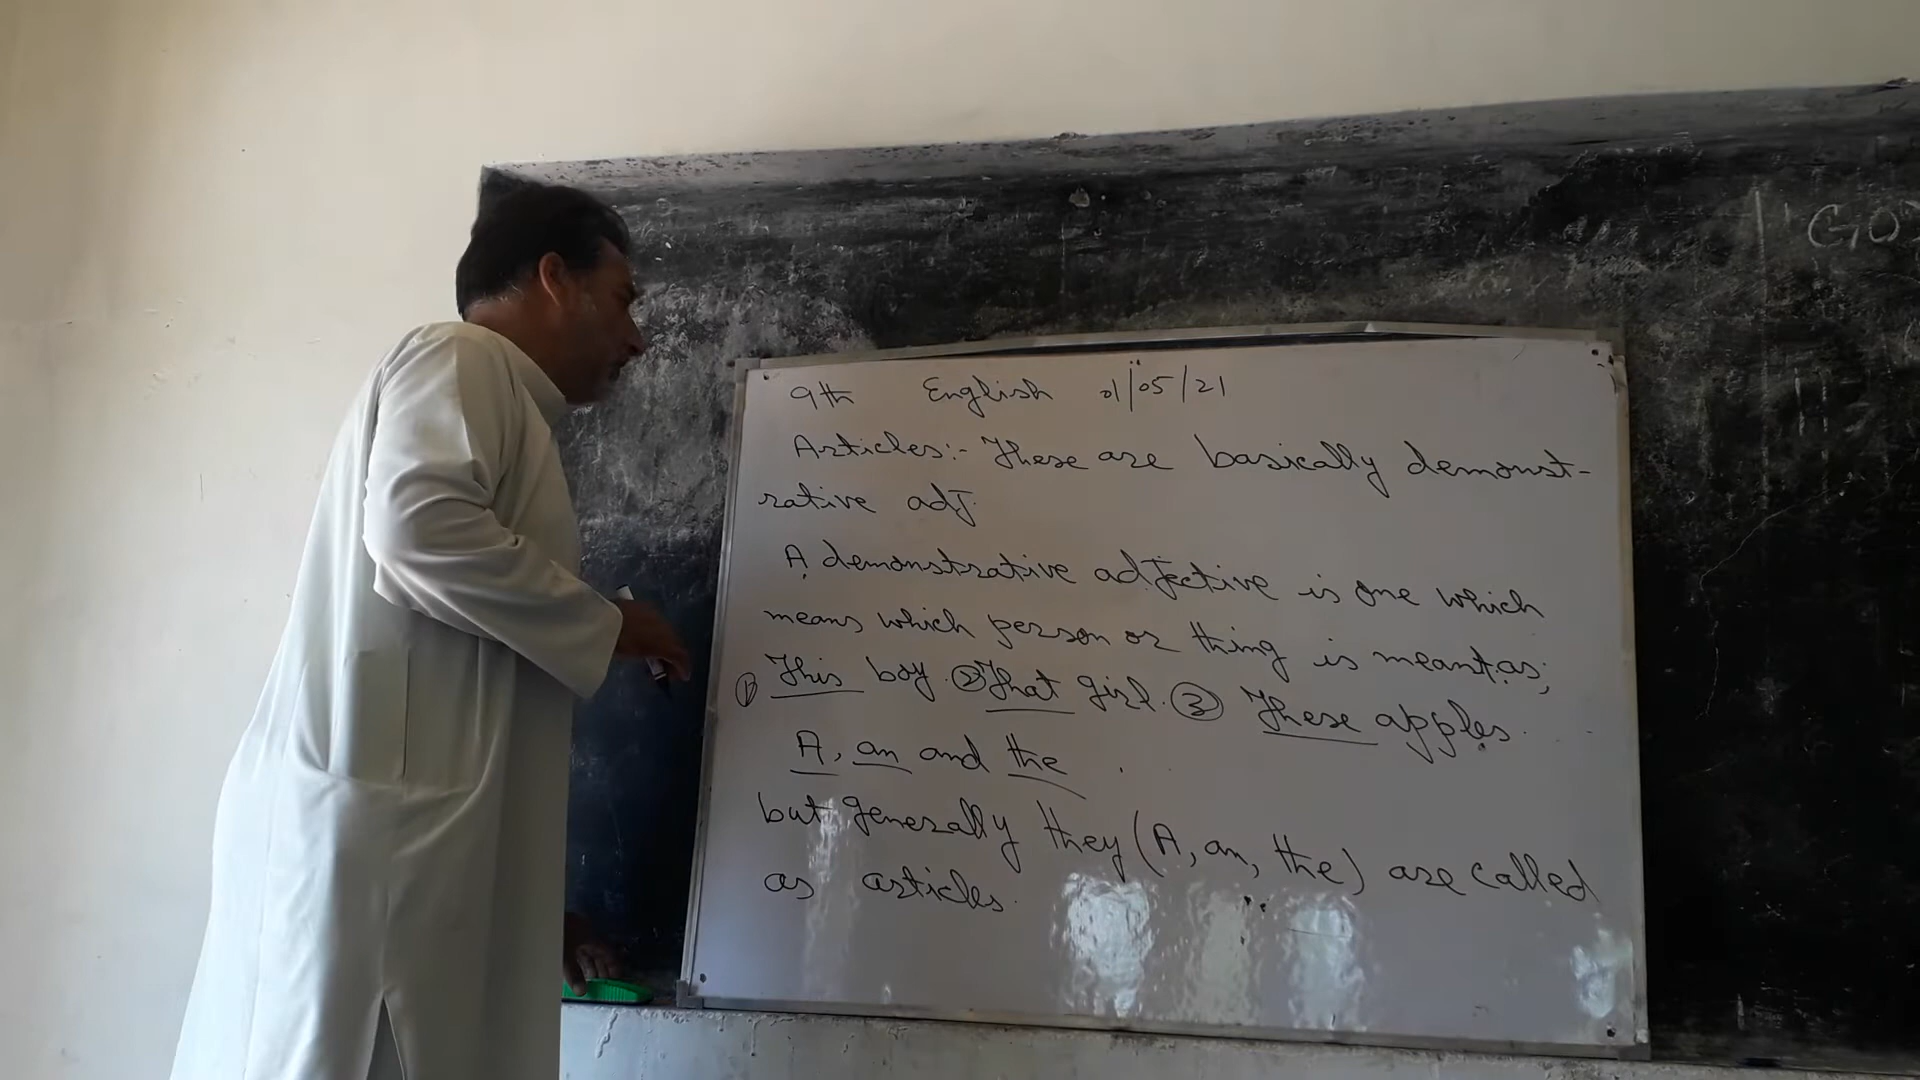 9th English 01/05/21
Articles:- These are basically demonst-
rative adj.
A demonstrative adjective is one which
means which person or thing is meant as;
① This boy. ② That girl. ③ These apples.
A, an and the
but generally they (A, an, the) are called
as articles.